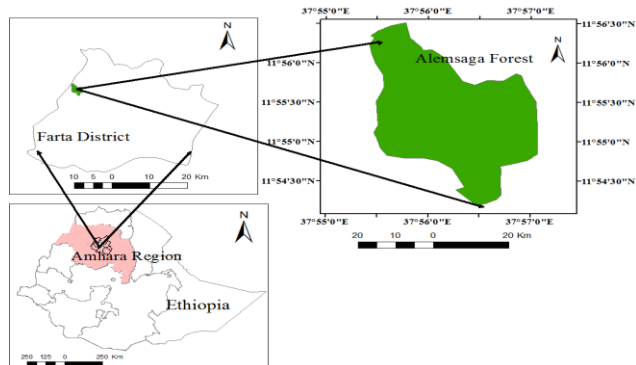 N
Farta District
10 5 0 10 20 Km
37°55'0"E 37°56'0"E 37°57'0"E
11°56'30"N 11°56'30"N
N
Alemsaga Forest
11°56'0"N 11°56'0"N
11°55'30"N 11°55'30"N
11°55'0"N 11°55'0"N
11°54'30"N 11°54'30"N
37°55'0"E 37°56'0"E 37°57'0"E
20 10 0 20 Km
N
Amhara Region
Ethiopia
250 125 0 250 Km